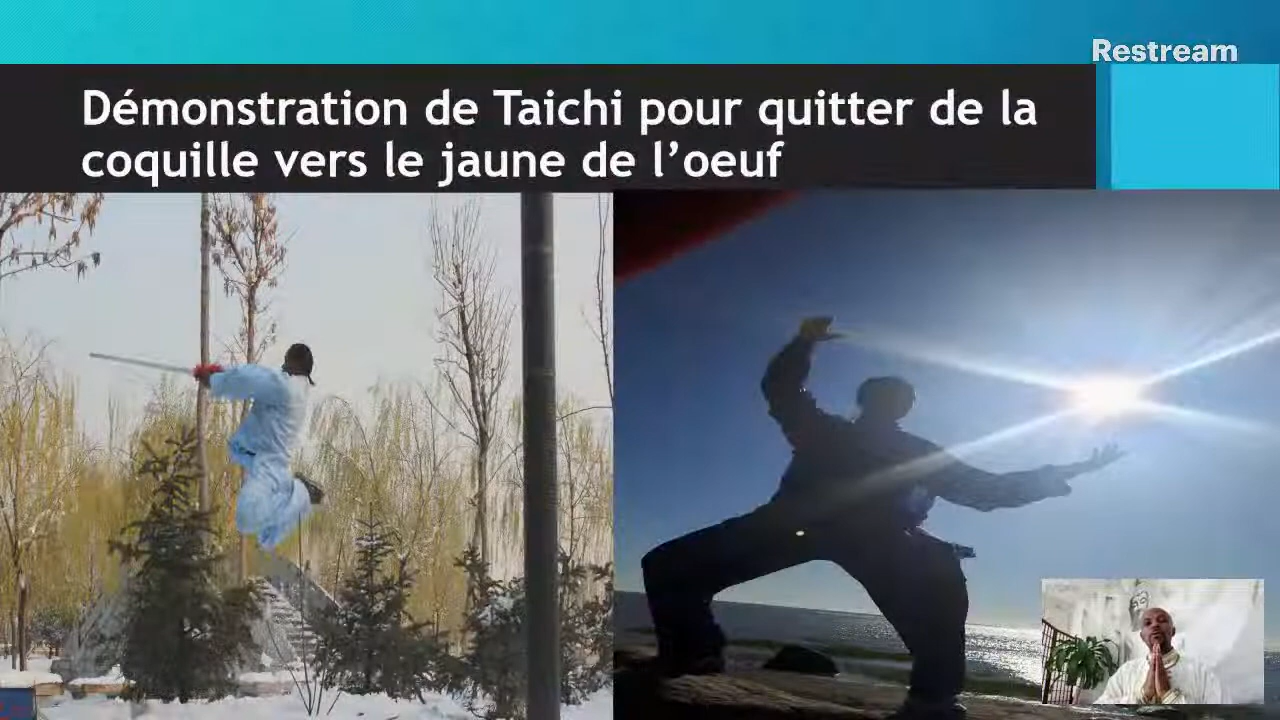 Restream
Démonstration de Taichi pour quitter de la
coquille vers le jaune de l’oeuf